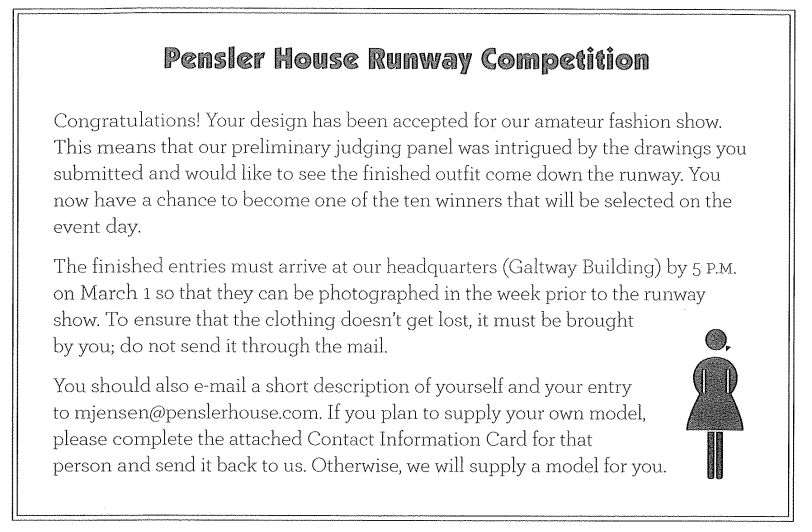 Pensler House Runway Competition
Congratulations! Your design has been accepted for our amateur fashion show.
This means that our preliminary judging panel was intrigued by the drawings you
submitted and would like to see the finished outfit come down the runway. You
now have a chance to become one of the ten winners that will be selected on the
event day.
The finished entries must arrive at our headquarters (Galtway Building) by 5 P.M.
on March 1 so that they can be photographed in the week prior to the runway
show. To ensure that the clothing doesn't get lost, it must be brought
by you; do not send it through the mail.
You should also e-mail a short description of yourself and your entry
to mjensen@penslerhouse.com. If you plan to supply your own model,
please complete the attached Contact Information Card for that
person and send it back to us. Otherwise, we will supply a model for you.